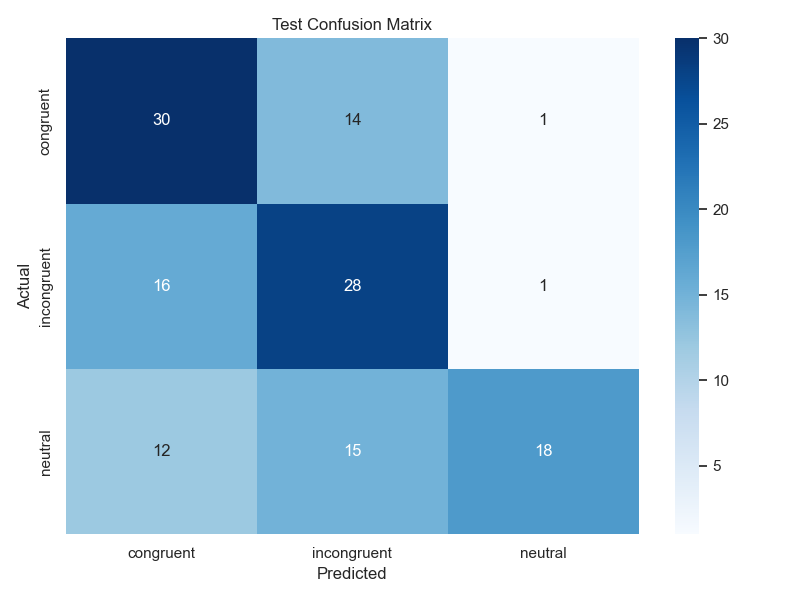 Test Confusion Matrix
Actual
congruent
30
14
1
incongruent
16
28
1
neutral
12
15
18
congruent
incongruent
neutral
Predicted
30
25
20
15
10
5